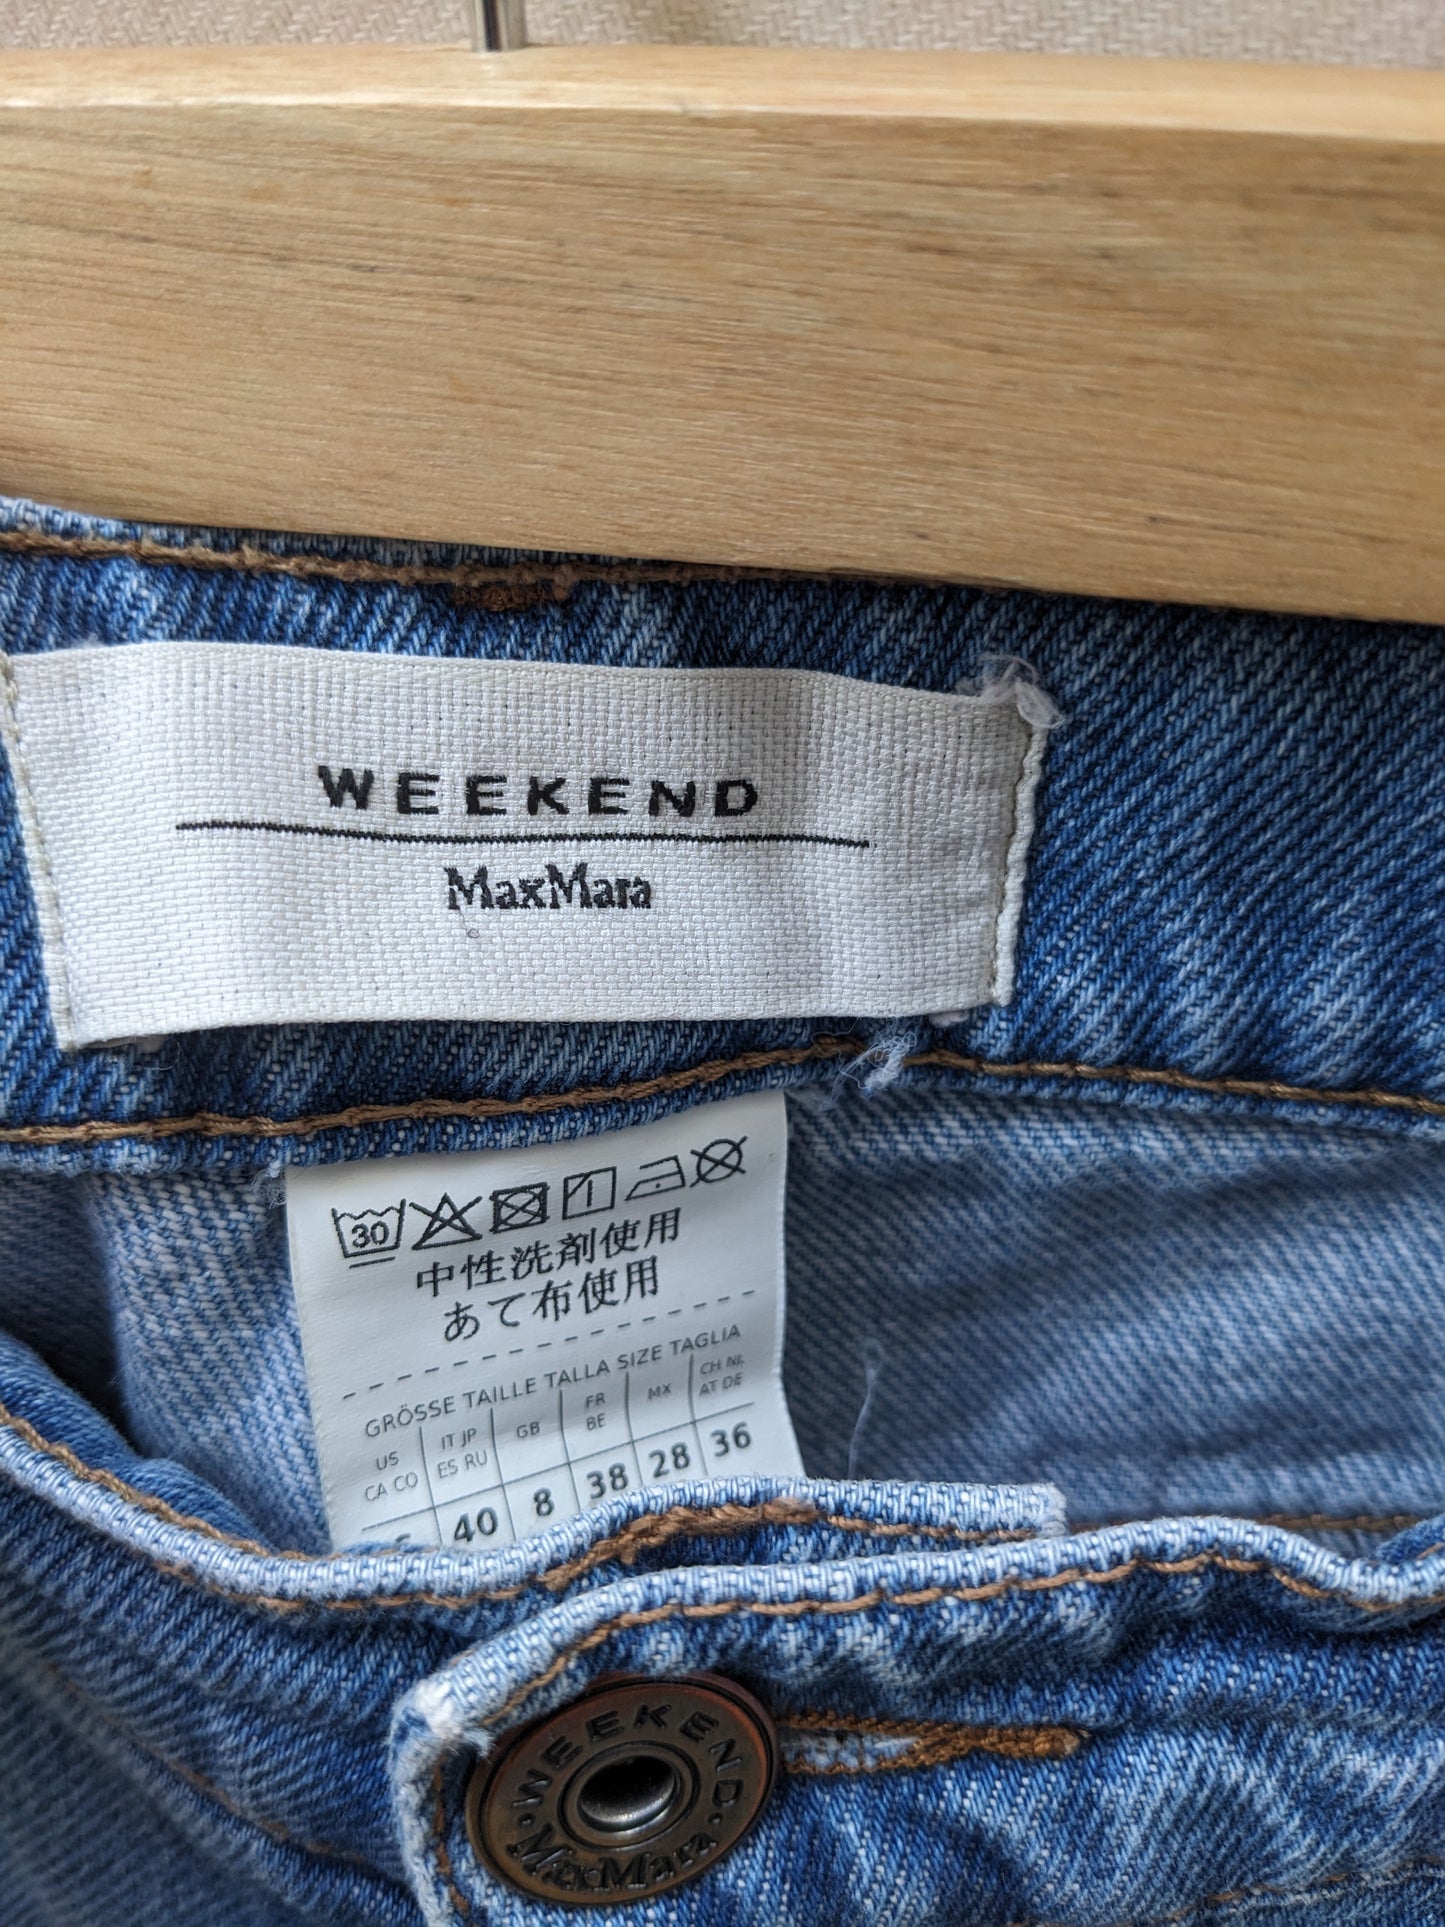 WEEKEND
MaxMara
30
中性洗剤使用
あて布使用
GRÖSSE TAILLE TALLA SIZE TAGLIA
US CA CO
IT JP ES RU
GB
FR BE
MX
CH NL AT DE
40 8 38 28 36
WEEKEND
MaxMara